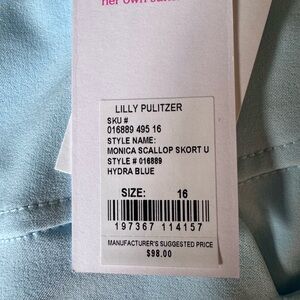 her own
LILLY PULITZER
SKU #
016889 495 16
STYLE NAME:
MONICA SCALLOP SKORT U
STYLE # 016889
HYDRA BLUE
SIZE: 16
197367 114157
MANUFACTURER'S SUGGESTED PRICE
$98.00